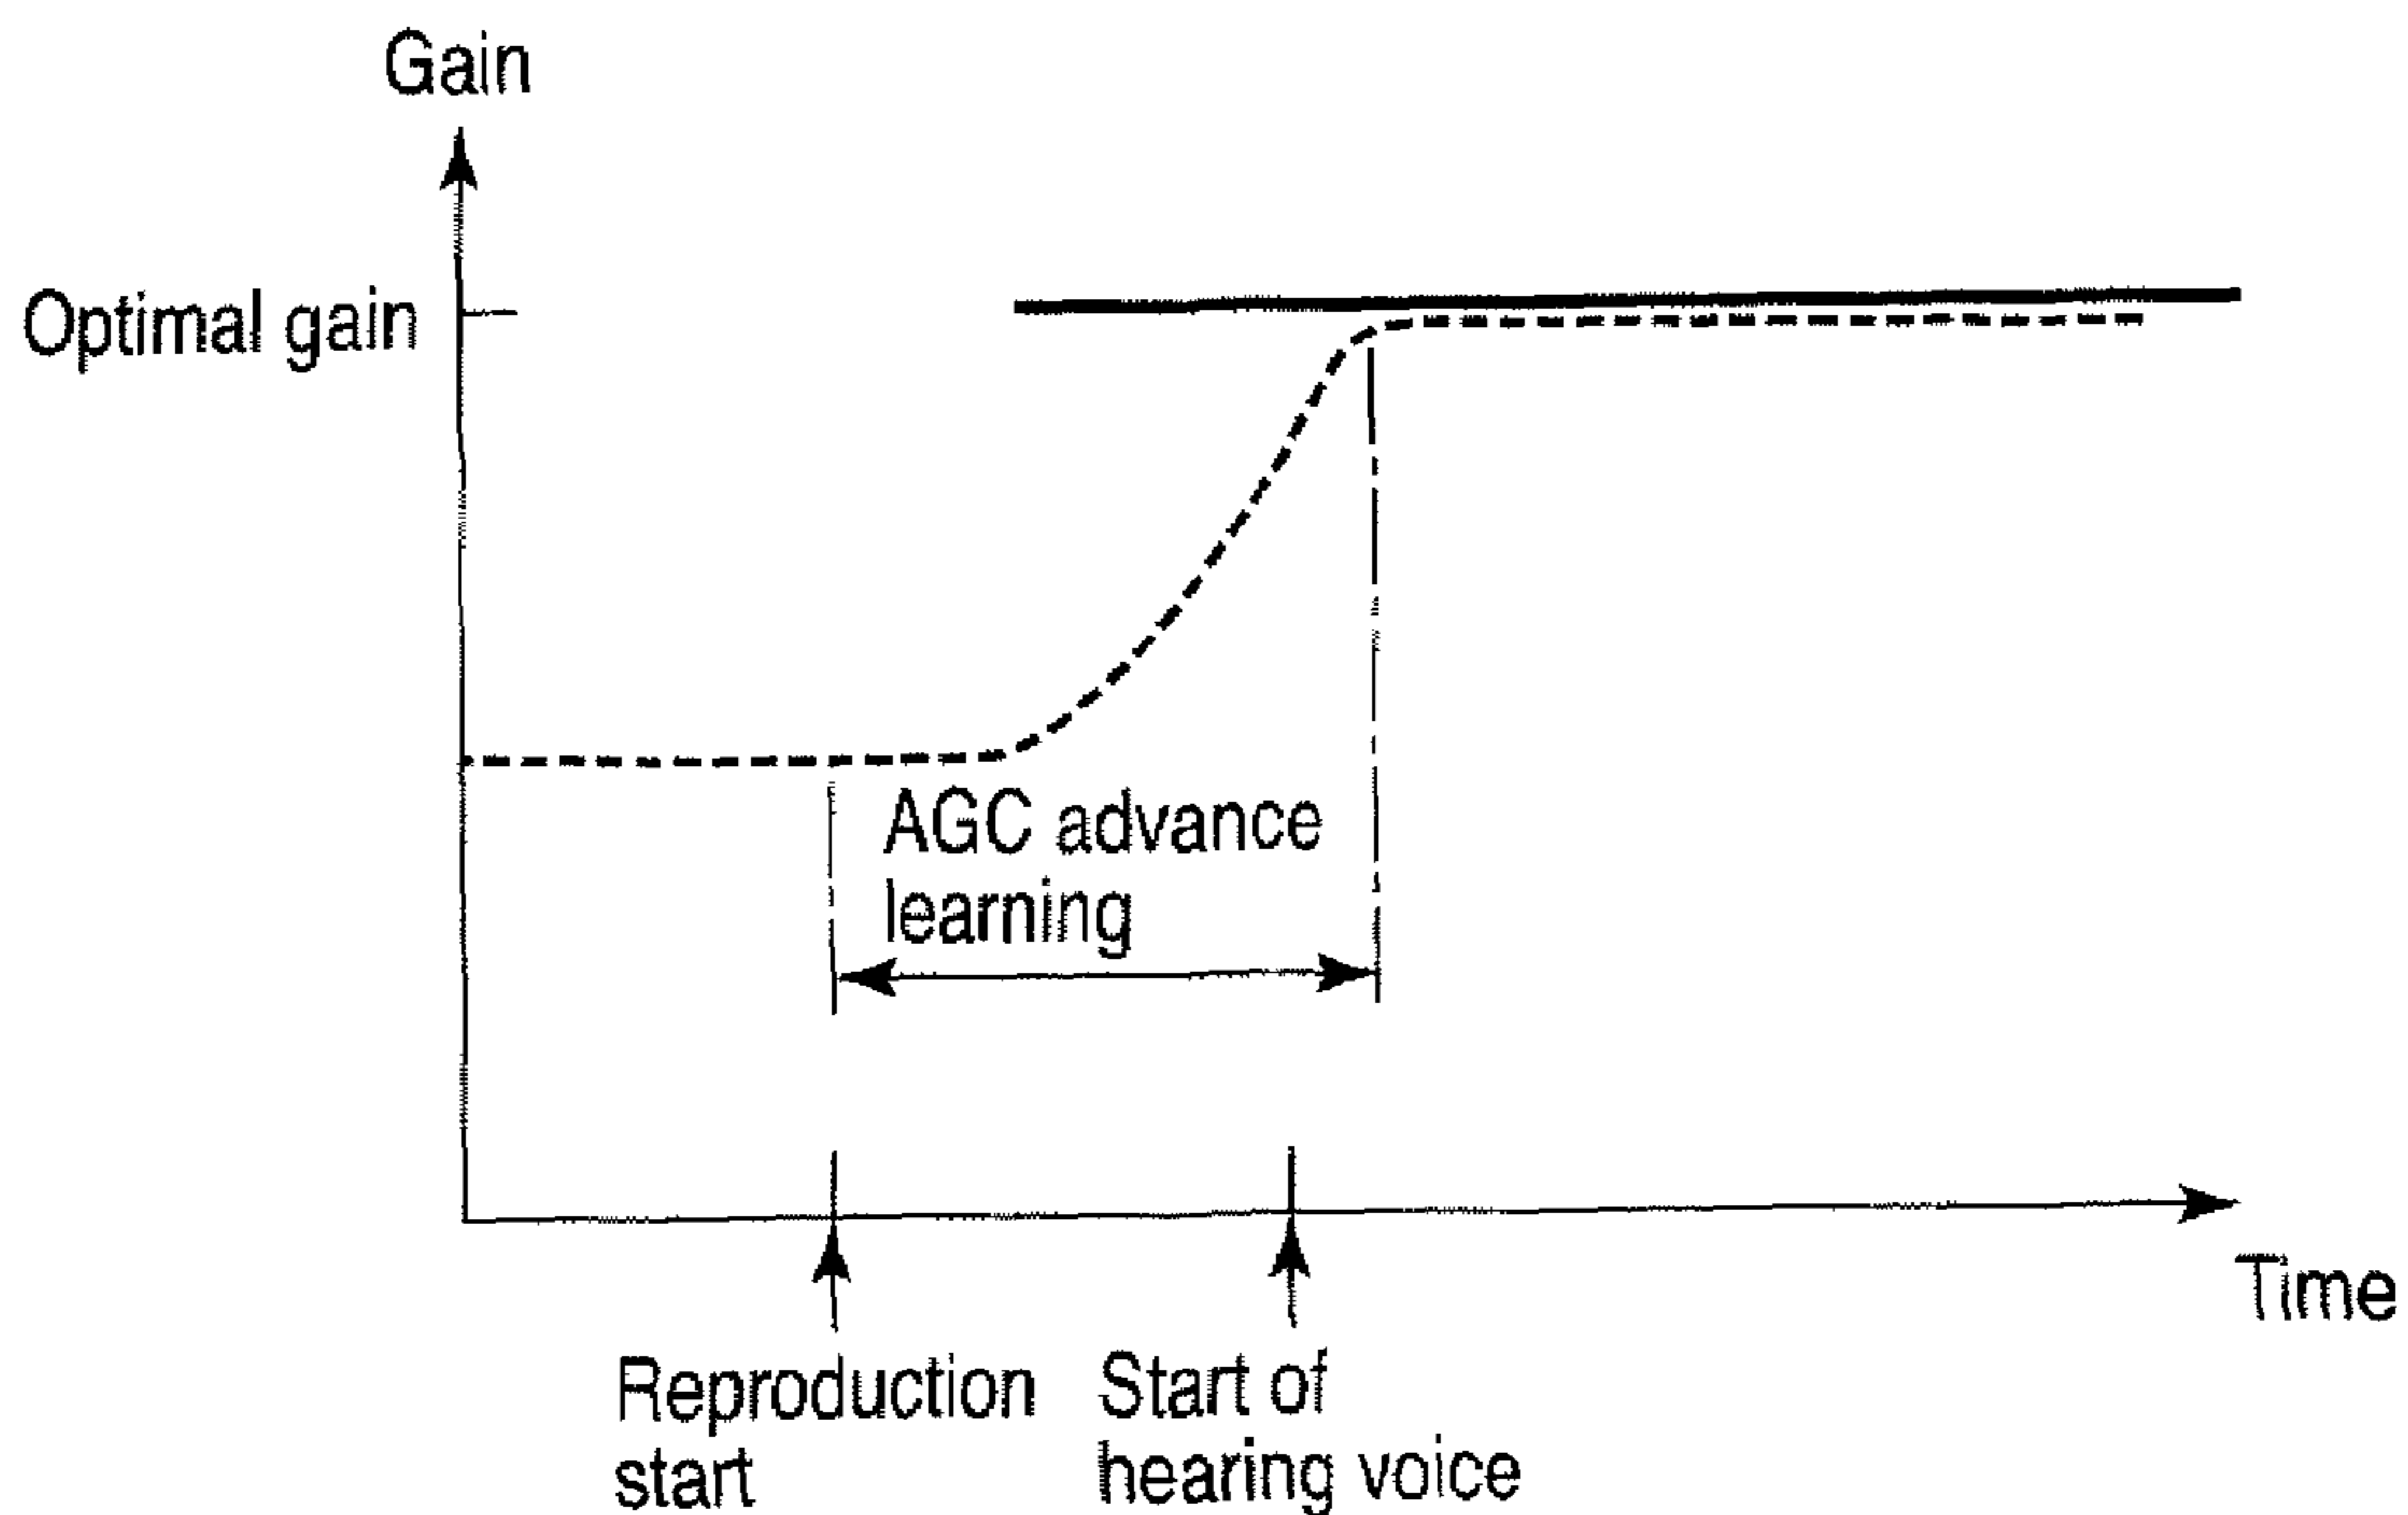 Gain
Optimal gain
AGC advance
learning
Time
Reproduction
start
Start of
hearing voice